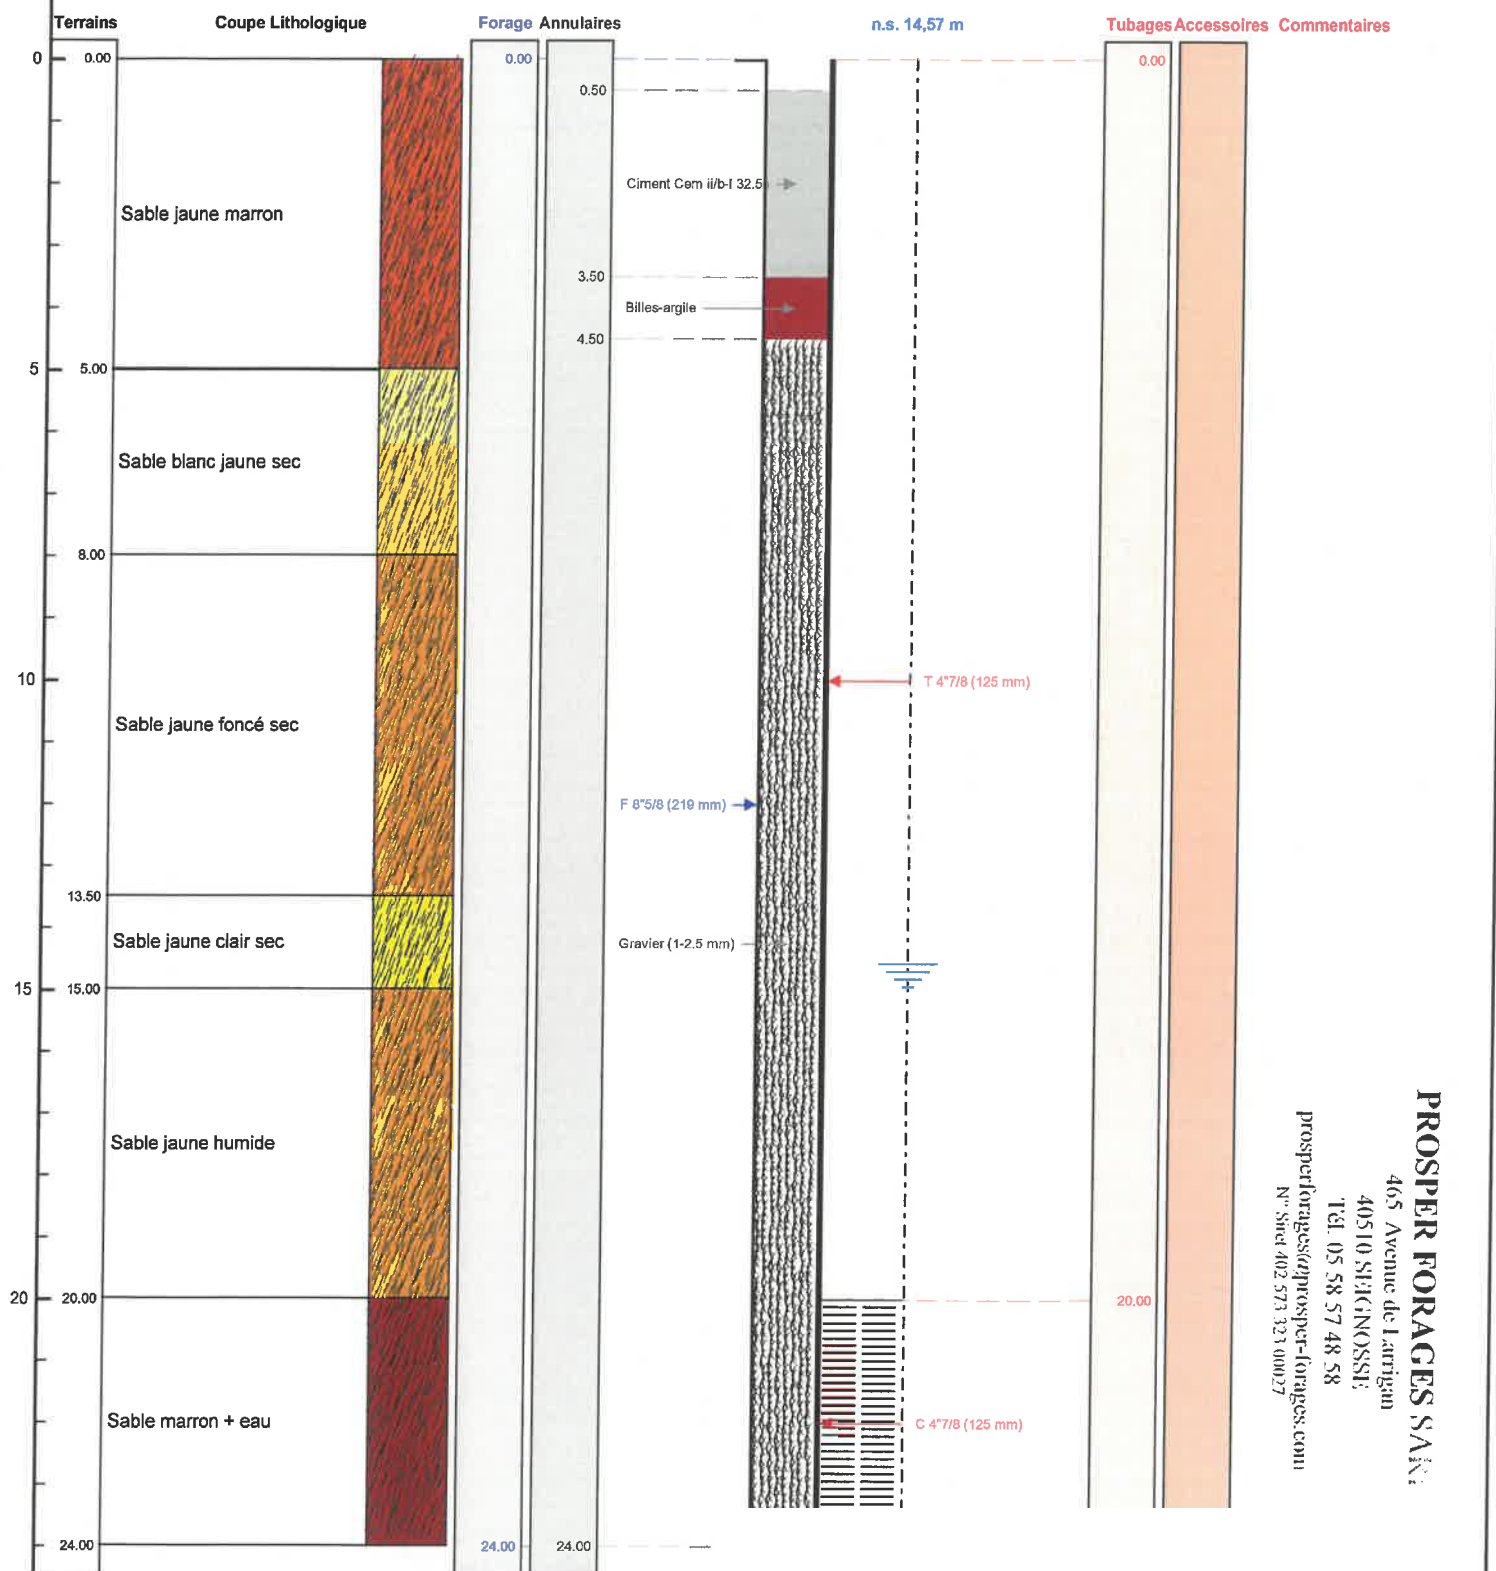 Terrains Coupe Lithologique Forage Annulaires n.s. 14,57 m Tubages Accessoires Commentaires
0 0.00 0.00 0.00
0.50
Ciment Cem ii/b-l 32.5
Sable jaune marron
3.50
Billes-argile
4.50
5 5.00
Sable blanc jaune sec
8.00
10 T 4"7/8 (125 mm)
Sable jaune foncé sec
F 8"5/8 (219 mm)
13.50
Sable jaune clair sec Gravier (1-2.5 mm)
15 15.00
Sable jaune humide
20 20.00 20.00
Sable marron + eau C 4"7/8 (125 mm)
24.00 24.00 24.00
PROSPER FORAGES SARL
465 Avenue de Larrigan
40510 SEIGNOSSE
Tél. 05 58 57 48 58
prosperforages@prosper-forages.com
N° Siret 402 573 323 00027